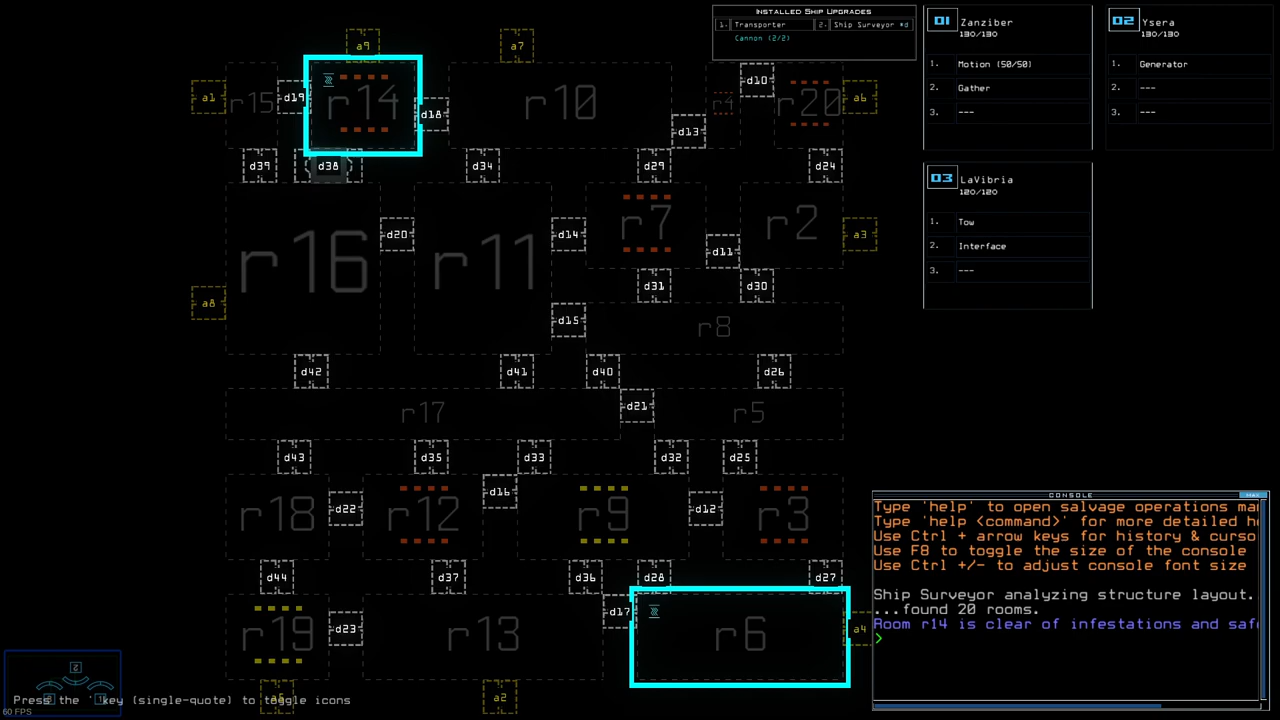 INSTALLED SHIP UPGRADES
1. Transporter 2. Ship Surveyor *d
Cannon (2/2)
01 Zanziber
130/130
1. Motion (50/50)
2. Gather
3. ---
02 Ysera
130/130
1. Generator
2. ---
3. ---
03 LaVibria
120/120
1. Tow
2. Interface
3. ---
a9 a7
a1 r15 d19 r14 d18 r10 d13 r4 d10 r20 a6
d39 d38 d34 d29 d24
r16 d20 r11 d14 r7 d11 r2 a3
a8 d31 d30
d15 r8
d42 d41 d40 d26
r17 d21 r5
d43 d35 d33 d32 d25
r18 d22 r12 d16 r9 d12 r3
d44 d37 d36 d28 d27
r19 d23 r13 d17 r6 a4
a5 a2
Press the ' key (single-quote) to toggle icons
60 FPS
2
CONSOLE
MAX
Type 'help' to open salvage operations ma
Type 'help <command>' for more detailed he
Use Ctrl + arrow keys for history & curso
Use F8 to toggle the size of the console
Use Ctrl +/- to adjust console font size
Ship Surveyor analyzing structure layout.
...found 20 rooms.
Room r14 is clear of infestations and safe
>